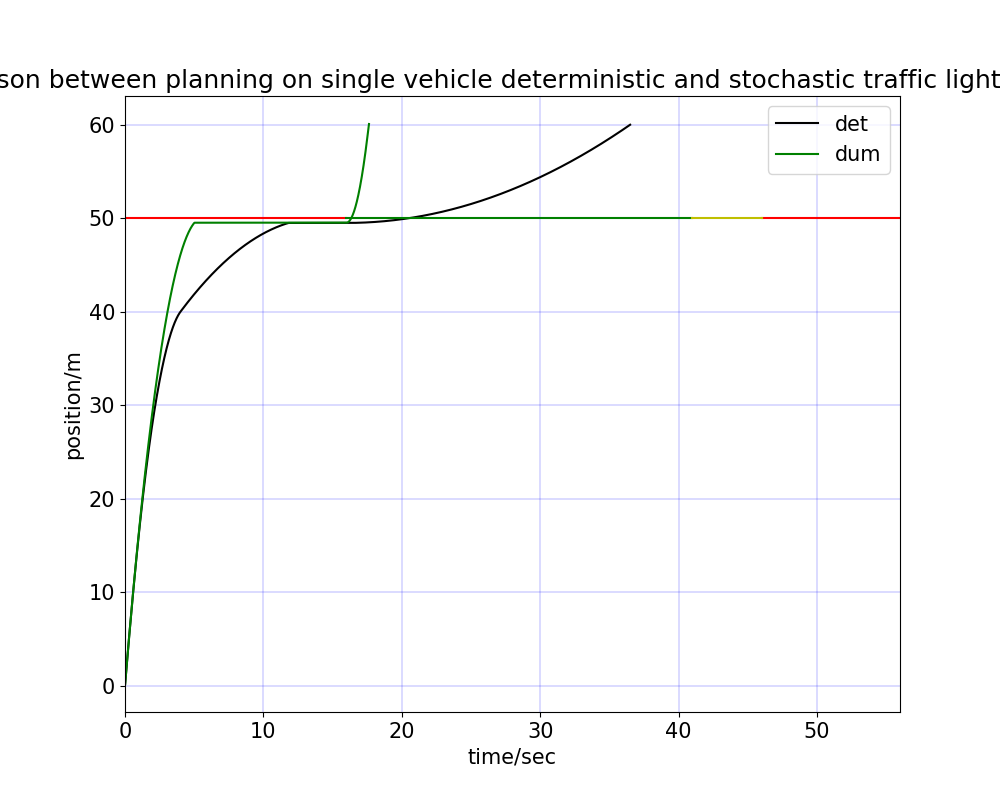 son between planning on single vehicle deterministic and stochastic traffic light
det
dum
60
50
40
30
20
10
0
position/m
0 10 20 30 40 50
time/sec